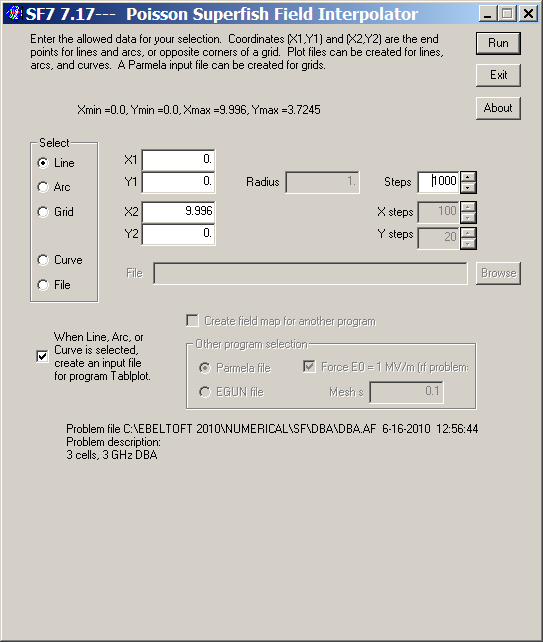 SF7 7.17--- Poisson Superfish Field Interpolator
Enter the allowed data for your selection. Coordinates (X1,Y1) and (X2,Y2) are the end
points for lines and arcs, or opposite corners of a grid. Plot files can be created for lines,
arcs, and curves. A Parmela input file can be created for grids.
Run
Exit
About
Xmin =0.0, Ymin =0.0, Xmax =9.996, Ymax =3.7245
Select
Line
Arc
Grid
Curve
File
X1 0.
Y1 0.
X2 9.996
Y2 0.
Radius 1.
Steps 1000
X steps 100
Y steps 20
File
Browse
When Line, Arc, or
Curve is selected,
create an input file
for program Tablplot.
Create field map for another program
Other program selection
Parmela file
Force E0 = 1 MV/m (if problem:
EGUN file
Mesh s 0.1
Problem file C:\EBELTOFT 2010\NUMERICAL\SF\DBA\DBA.AF 6-16-2010 12:56:44
Problem description:
3 cells, 3 GHz DBA